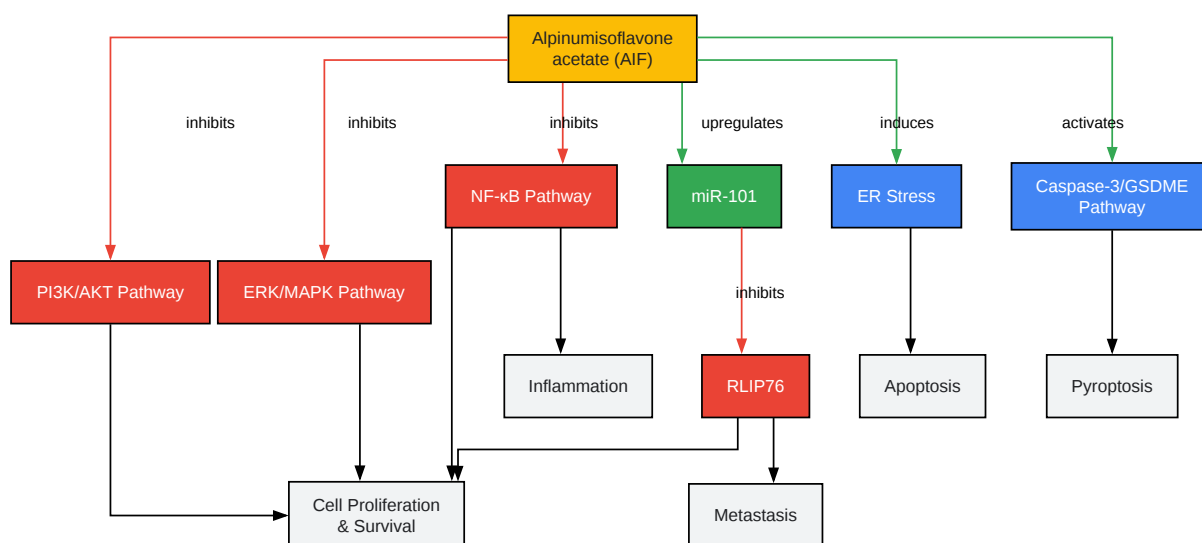 Alpinumisoflavone
acetate (AIF)
inhibits
inhibits
inhibits
upregulates
induces
activates
NF-κB Pathway
miR-101
ER Stress
Caspase-3/GSDME
Pathway
PI3K/AKT Pathway
ERK/MAPK Pathway
inhibits
Inflammation
RLIP76
Apoptosis
Pyroptosis
Cell Proliferation
& Survival
Metastasis